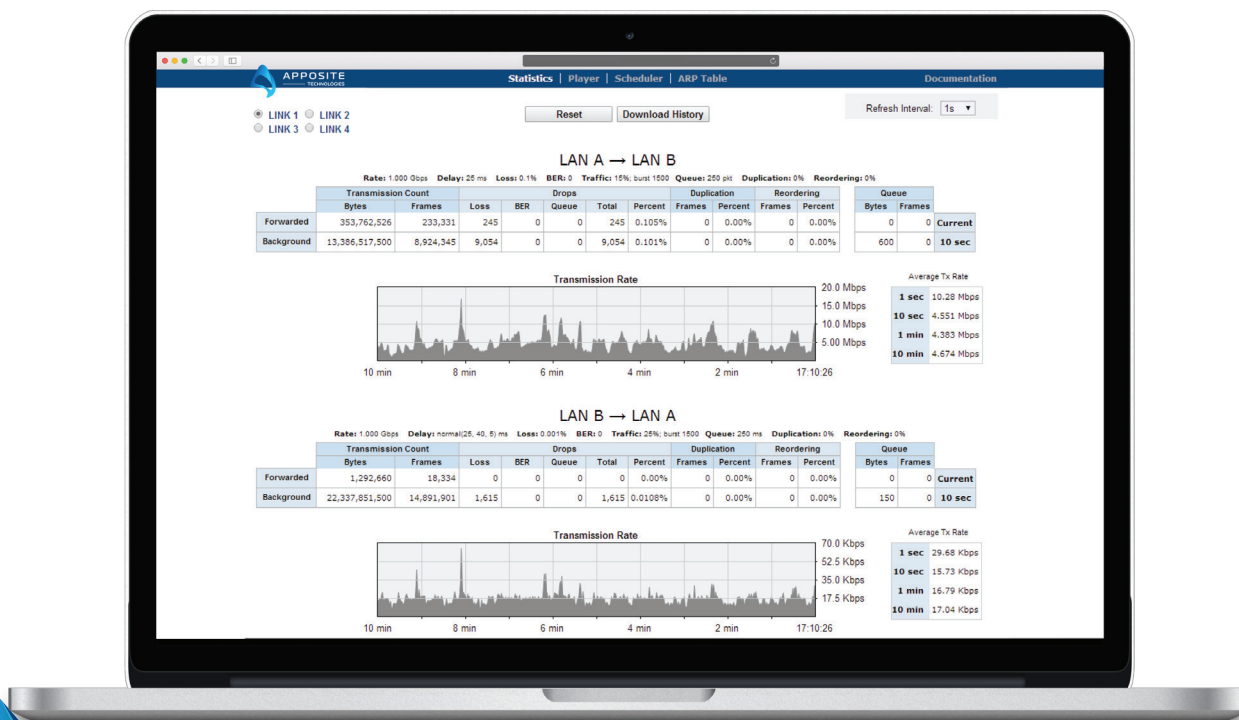 APPOSITE
TECHNOLOGIES
Statistics | Player | Scheduler | ARP Table
Documentation
LINK 1 LINK 2
LINK 3 LINK 4
Reset Download History
Refresh Interval: 1s
LAN A → LAN B
Rate: 1.000 Gbps Delay: 25 ms Loss: 0.1% BER: 0 Traffic: 15%; burst 1500 Queue: 250 pkt Duplication: 0% Reordering: 0%
Transmission Count Drops Duplication Reordering Queue
Bytes Frames Loss BER Queue Total Percent Frames Percent Frames Percent Bytes Frames
Forwarded 353,762,526 233,331 245 0 0 245 0.105% 0 0.00% 0 0.00% 0 0 Current
Background 13,386,517,500 8,924,345 9,054 0 0 9,054 0.101% 0 0.00% 0 0.00% 600 0 10 sec
Transmission Rate
20.0 Mbps
15.0 Mbps
10.0 Mbps
5.00 Mbps
10 min 8 min 6 min 4 min 2 min 17:10:26
Average Tx Rate
1 sec 10.28 Mbps
10 sec 4.551 Mbps
1 min 4.383 Mbps
10 min 4.674 Mbps
LAN B → LAN A
Rate: 1.000 Gbps Delay: normal(25, 40, 5) ms Loss: 0.001% BER: 0 Traffic: 25%; burst 1500 Queue: 250 ms Duplication: 0% Reordering: 0%
Transmission Count Drops Duplication Reordering Queue
Bytes Frames Loss BER Queue Total Percent Frames Percent Frames Percent Bytes Frames
Forwarded 1,292,660 18,334 0 0 0 0 0.00% 0 0.00% 0 0.00% 0 0 Current
Background 22,337,851,500 14,891,901 1,615 0 0 1,615 0.0108% 0 0.00% 0 0.00% 150 0 10 sec
Transmission Rate
70.0 Kbps
52.5 Kbps
35.0 Kbps
17.5 Kbps
10 min 8 min 6 min 4 min 2 min 17:10:26
Average Tx Rate
1 sec 29.68 Kbps
10 sec 15.73 Kbps
1 min 16.79 Kbps
10 min 17.04 Kbps